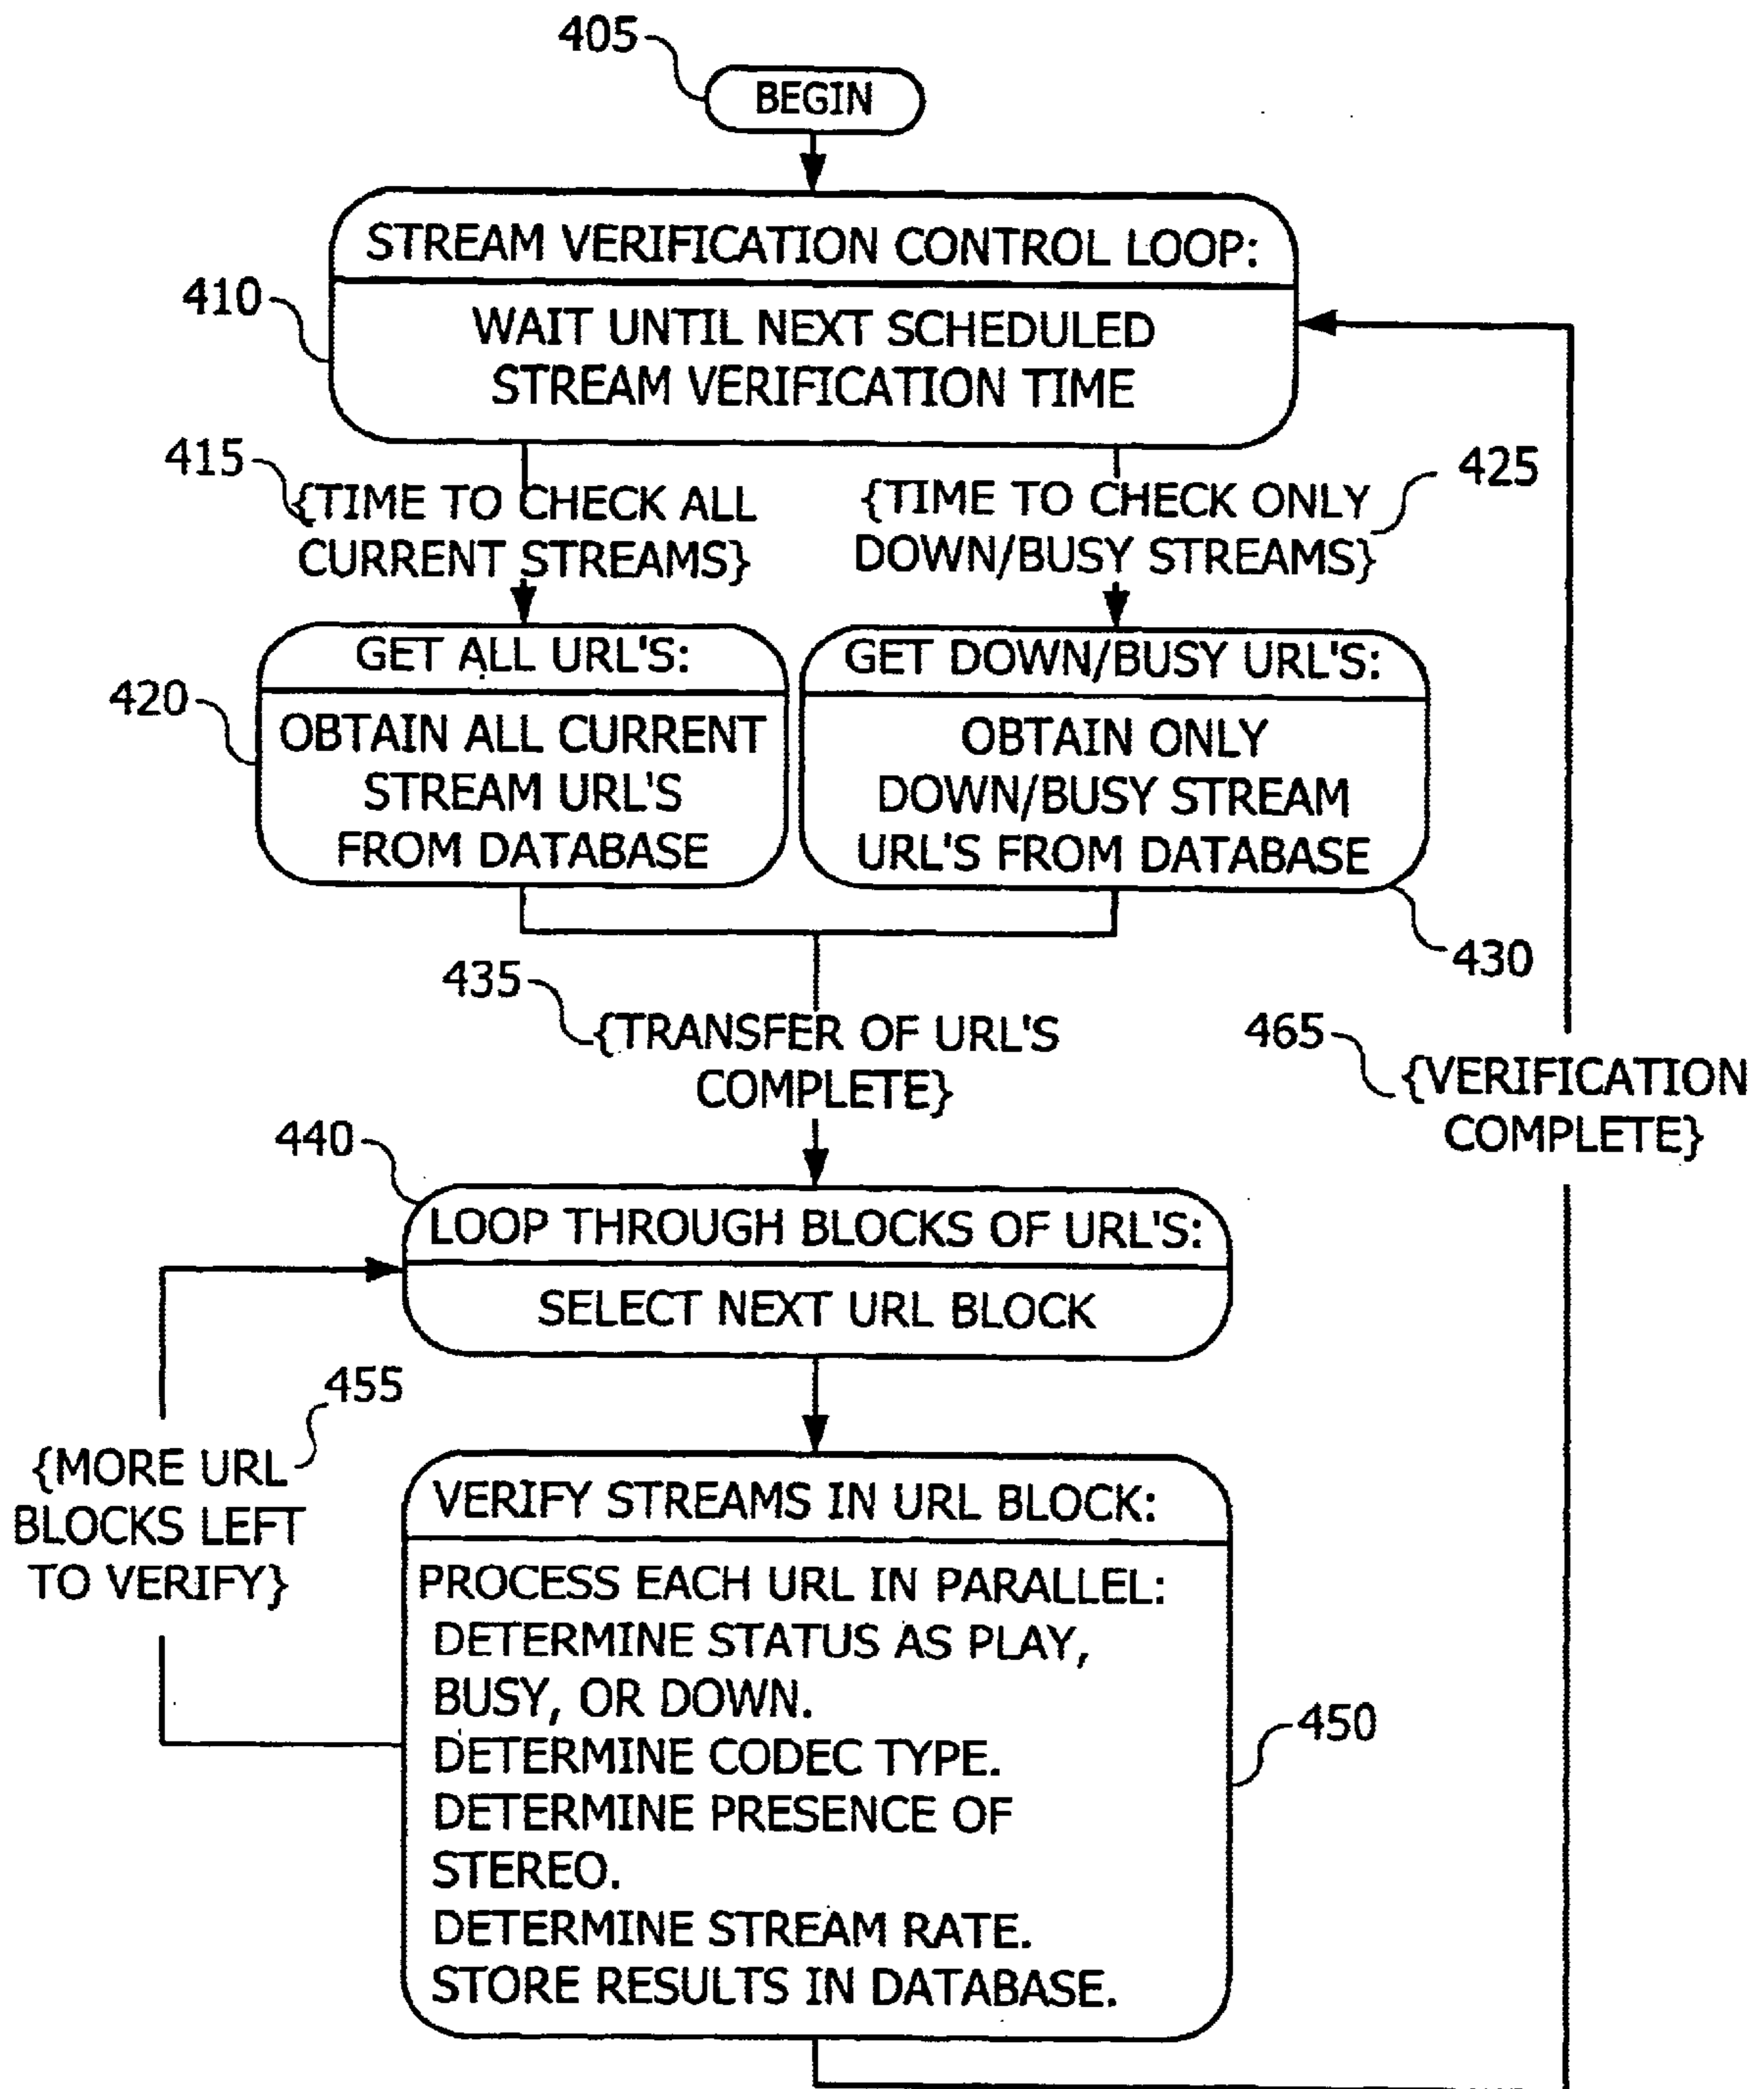 405
BEGIN
STREAM VERIFICATION CONTROL LOOP:
410
WAIT UNTIL NEXT SCHEDULED
STREAM VERIFICATION TIME
415
{TIME TO CHECK ALL
CURRENT STREAMS}
425
{TIME TO CHECK ONLY
DOWN/BUSY STREAMS}
GET ALL URL'S:
420
OBTAIN ALL CURRENT
STREAM URL'S
FROM DATABASE
GET DOWN/BUSY URL'S:
OBTAIN ONLY
DOWN/BUSY STREAM
URL'S FROM DATABASE
430
435
{TRANSFER OF URL'S
COMPLETE}
465
{VERIFICATION
COMPLETE}
440
LOOP THROUGH BLOCKS OF URL'S:
SELECT NEXT URL BLOCK
455
{MORE URL
BLOCKS LEFT
TO VERIFY}
VERIFY STREAMS IN URL BLOCK:
PROCESS EACH URL IN PARALLEL:
DETERMINE STATUS AS PLAY,
BUSY, OR DOWN.
DETERMINE CODEC TYPE.
DETERMINE PRESENCE OF
STEREO.
DETERMINE STREAM RATE.
STORE RESULTS IN DATABASE.
450